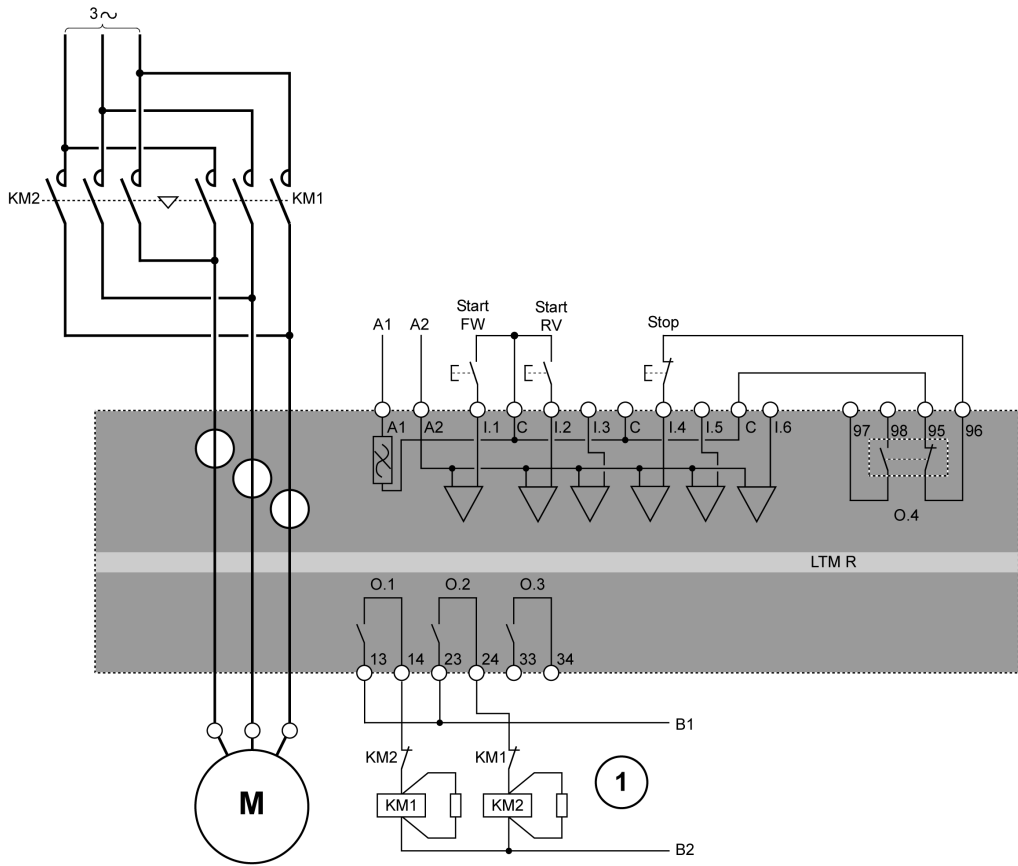 3~
KM2
KM1
A1
A2
Start
FW
Start
RV
Stop
A1
A2
I.1
C
I.2
I.3
C
I.4
I.5
C
I.6
97
98
95
96
O.4
LTM R
O.1
O.2
O.3
13
14
23
24
33
34
B1
KM2
KM1
1
KM1
KM2
M
B2